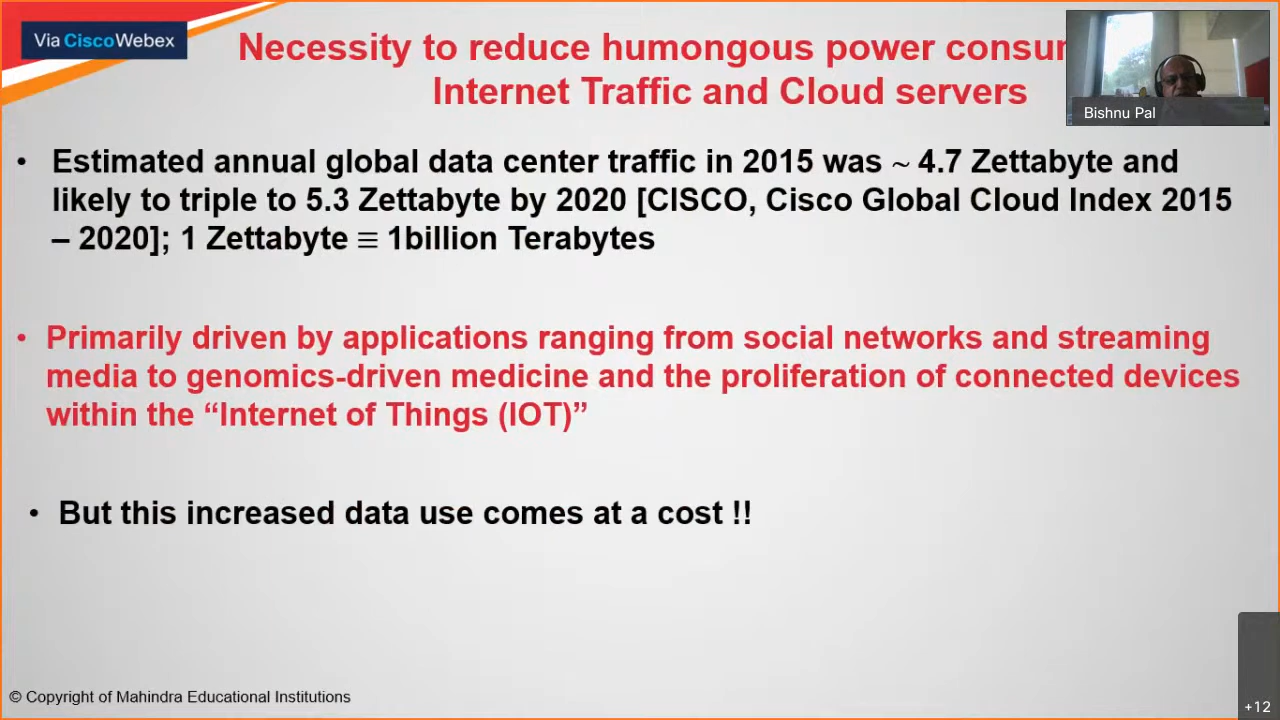 Via Cisco Webex
Necessity to reduce humongous power
Internet Traffic and Cloud servers
Bishnu Pal
• Estimated annual global data center traffic in 2015 was ~ 4.7 Zettabyte and
likely to triple to 5.3 Zettabyte by 2020 [CISCO, Cisco Global Cloud Index 2015
– 2020]; 1 Zettabyte ≡ 1billion Terabytes
• Primarily driven by applications ranging from social networks and streaming
media to genomics-driven medicine and the proliferation of connected devices
within the “Internet of Things (IOT)”
• But this increased data use comes at a cost !!
© Copyright of Mahindra Educational Institutions
+12